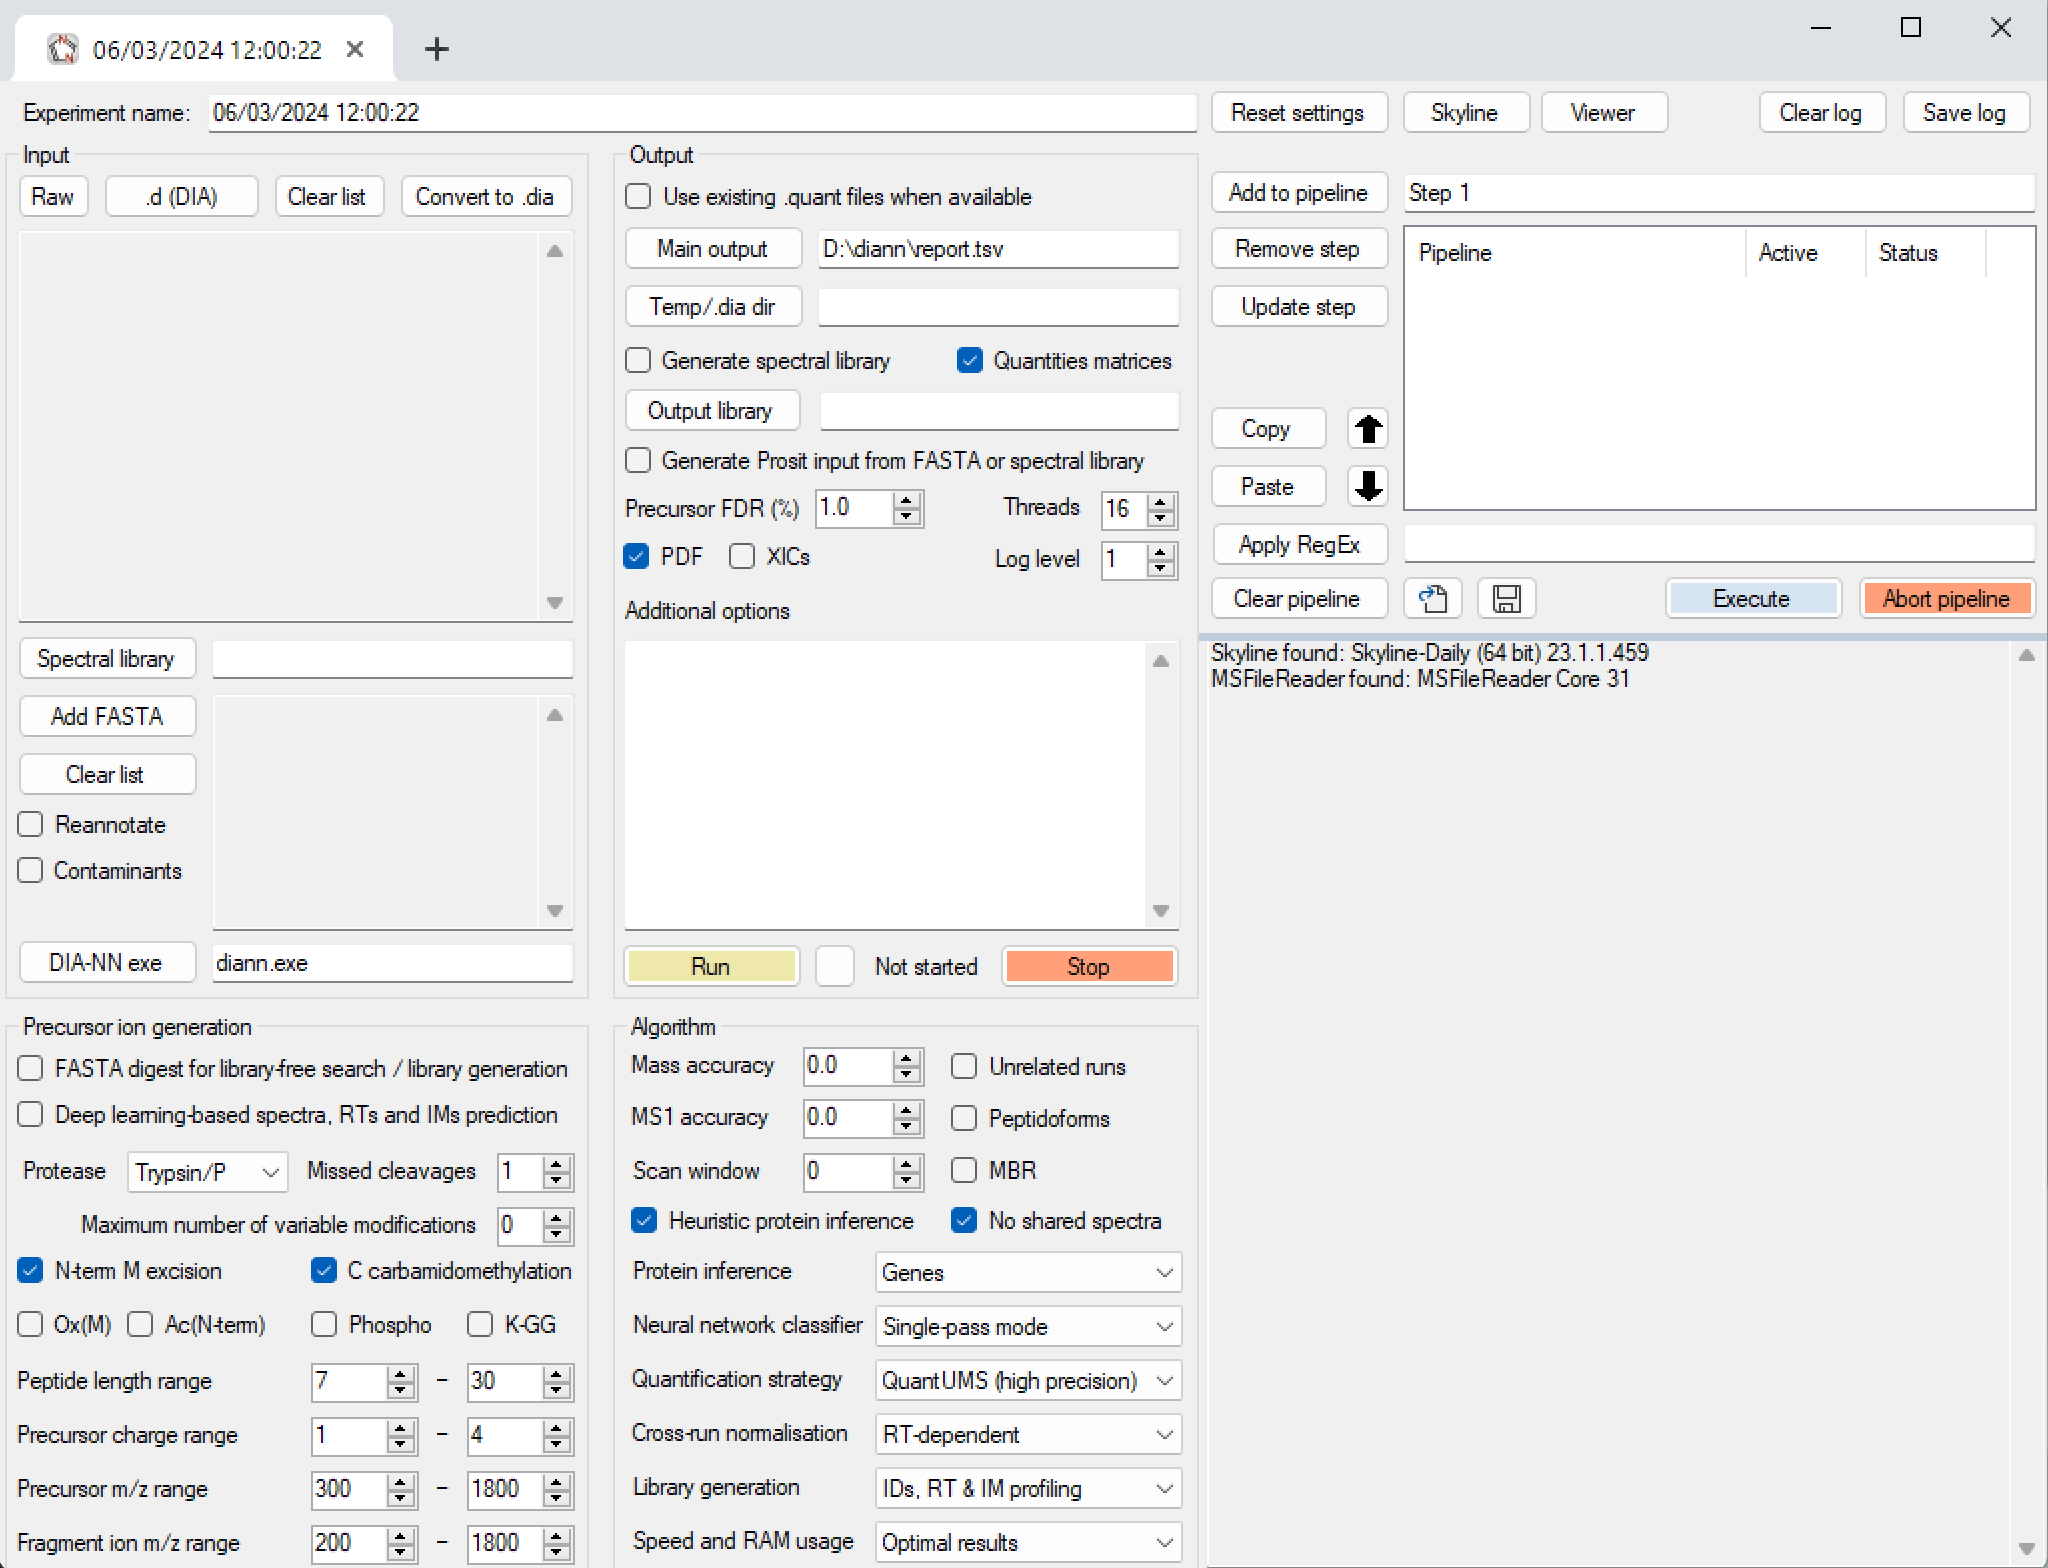 06/03/2024 12:00:22
Experiment name: 06/03/2024 12:00:22
Reset settings Skyline Viewer Clear log Save log
Input
Raw .d (DIA) Clear list Convert to .dia
Spectral library
Add FASTA
Clear list
Reannotate
Contaminants
DIA-NN exe diann.exe
Output
Use existing .quant files when available
Main output D:\diann\report.tsv
Temp/.dia dir
Generate spectral library Quantities matrices
Output library
Generate Prosit input from FASTA or spectral library
Precursor FDR (%) 1.0 Threads 16
PDF XICs Log level 1
Additional options
Run Not started Stop
Add to pipeline Step 1
Remove step
Update step
Pipeline Active Status
Copy
Paste
Apply RegEx
Clear pipeline Execute Abort pipeline
Skyline found: Skyline-Daily (64 bit) 23.1.1.459
MSFileReader found: MSFileReader Core 31
Precursor ion generation
FASTA digest for library-free search / library generation
Deep learning-based spectra, RTs and IMs prediction
Protease Trypsin/P Missed cleavages 1
Maximum number of variable modifications 0
N-term M excision C carbamidomethylation
Ox(M) Ac(N-term) Phospho K-GG
Peptide length range 7 - 30
Precursor charge range 1 - 4
Precursor m/z range 300 - 1800
Fragment ion m/z range 200 - 1800
Algorithm
Mass accuracy 0.0 Unrelated runs
MS1 accuracy 0.0 Peptidoforms
Scan window 0 MBR
Heuristic protein inference No shared spectra
Protein inference Genes
Neural network classifier Single-pass mode
Quantification strategy QuantUMS (high precision)
Cross-run normalisation RT-dependent
Library generation IDs, RT & IM profiling
Speed and RAM usage Optimal results